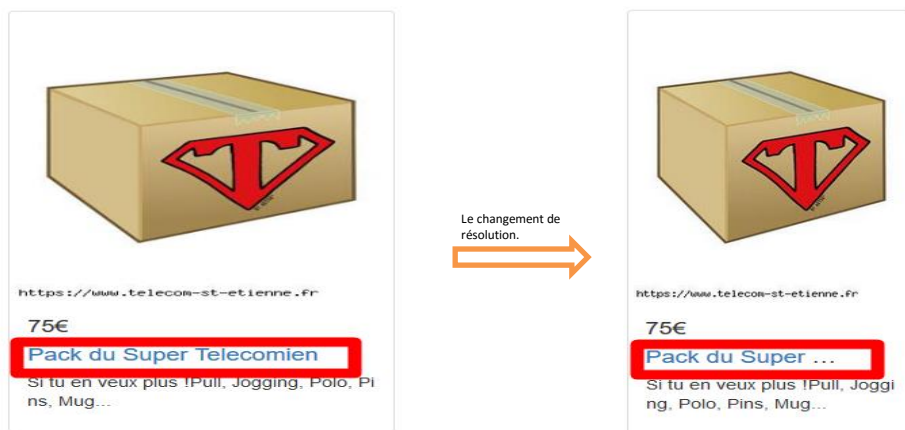 https://www.telecom-st-etienne.fr
75€
Pack du Super Telecomien
Si tu en veux plus !Pull, Jogging, Polo, Pi
ns, Mug...
Le changement de
résolution.
https://www.telecom-st-etienne.fr
75€
Pack du Super ...
Si tu en veux plus !Pull, Joggi
ng, Polo, Pins, Mug...